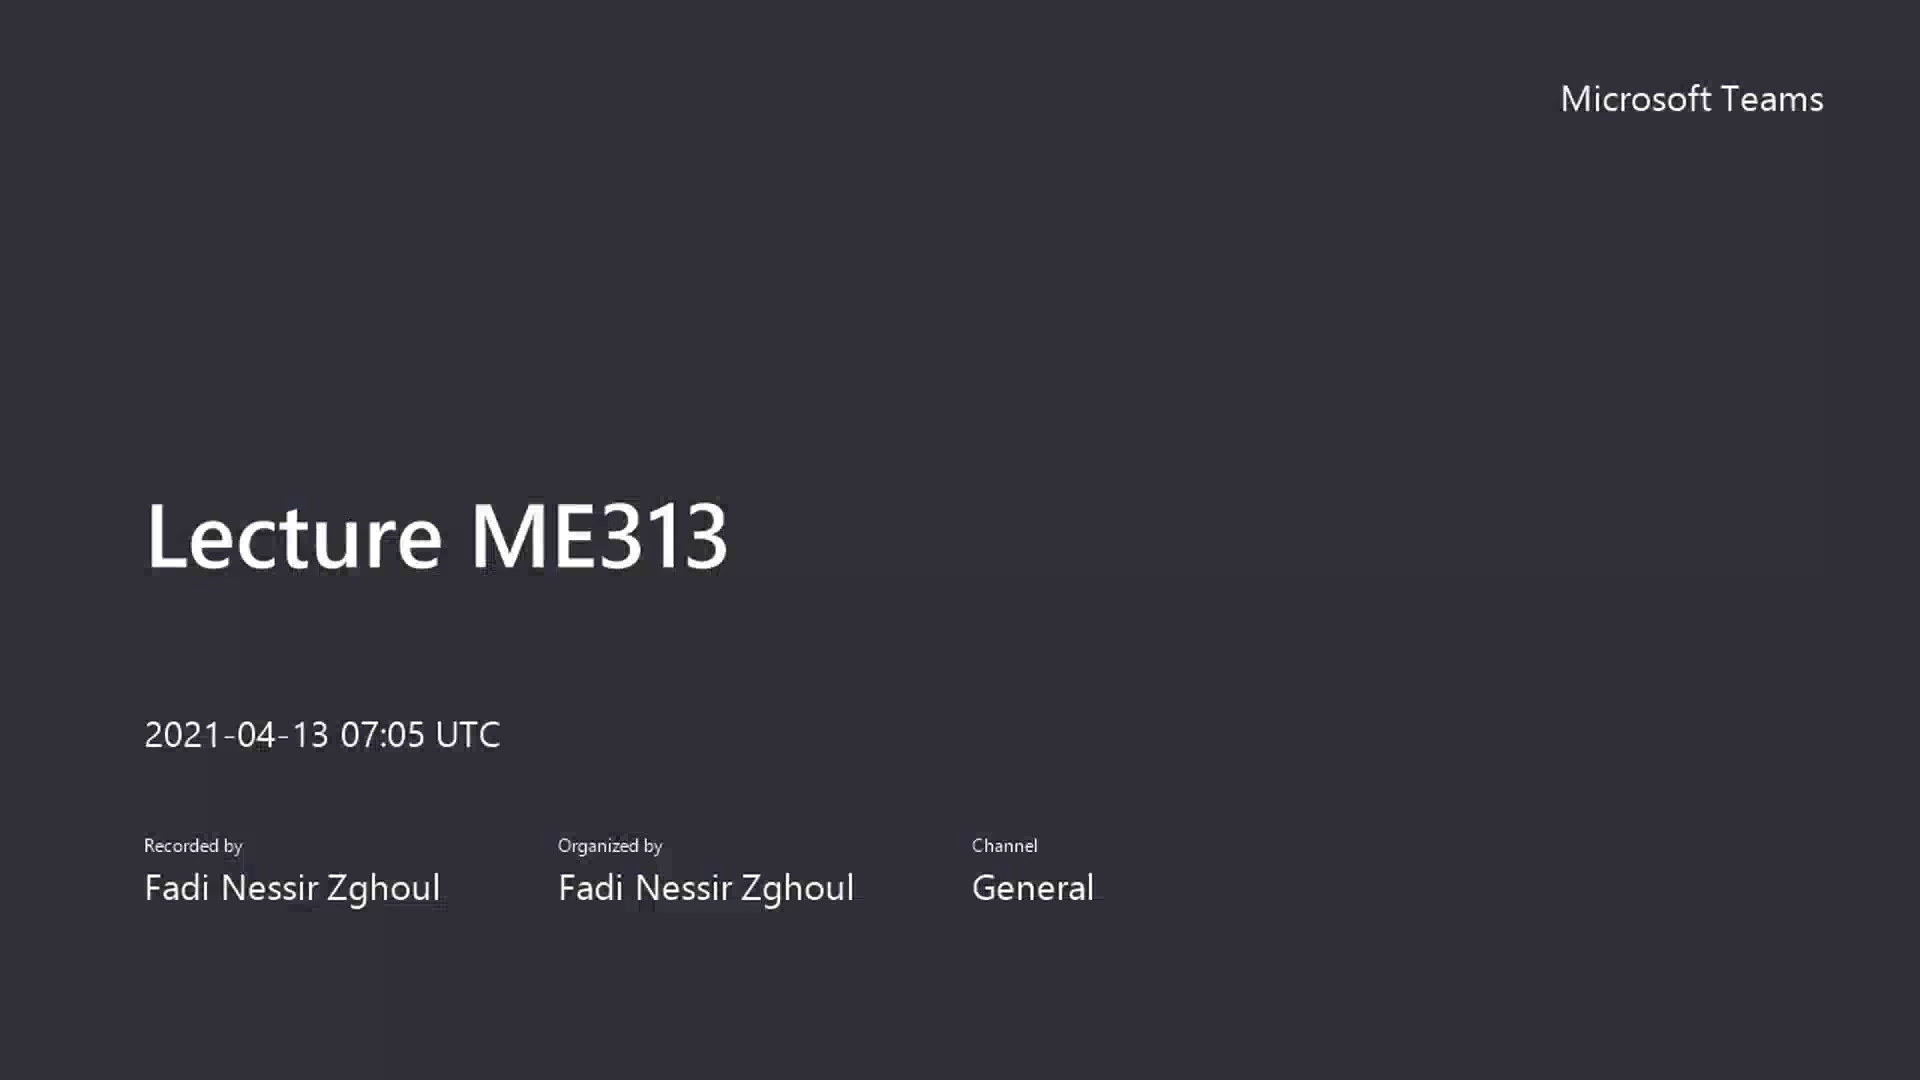 Microsoft Teams
Lecture ME313
2021-04-13 07:05 UTC
Recorded by
Fadi Nessir Zghoul
Organized by
Fadi Nessir Zghoul
Channel
General